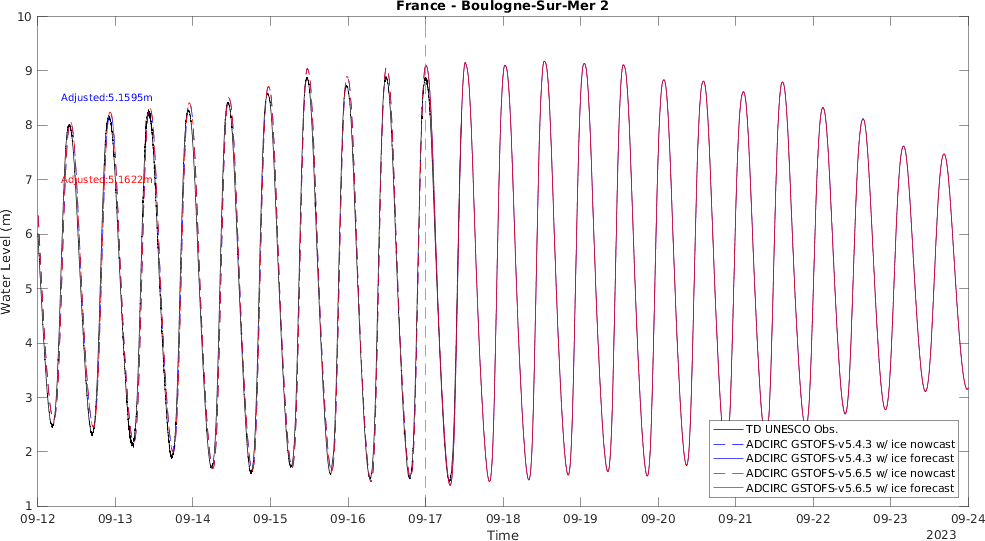 France - Boulogne-Sur-Mer 2
10
9
8
7
6
5
4
3
2
1
Water Level (m)
Adjusted:5.1595m
Adjusted:5.1622m
TD UNESCO Obs.
ADCIRC GSTOFS-v5.4.3 w/ ice nowcast
ADCIRC GSTOFS-v5.4.3 w/ ice forecast
ADCIRC GSTOFS-v5.6.5 w/ ice nowcast
ADCIRC GSTOFS-v5.6.5 w/ ice forecast
09-12 09-13 09-14 09-15 09-16 09-17 09-18 09-19 09-20 09-21 09-22 09-23 09-24
Time
2023